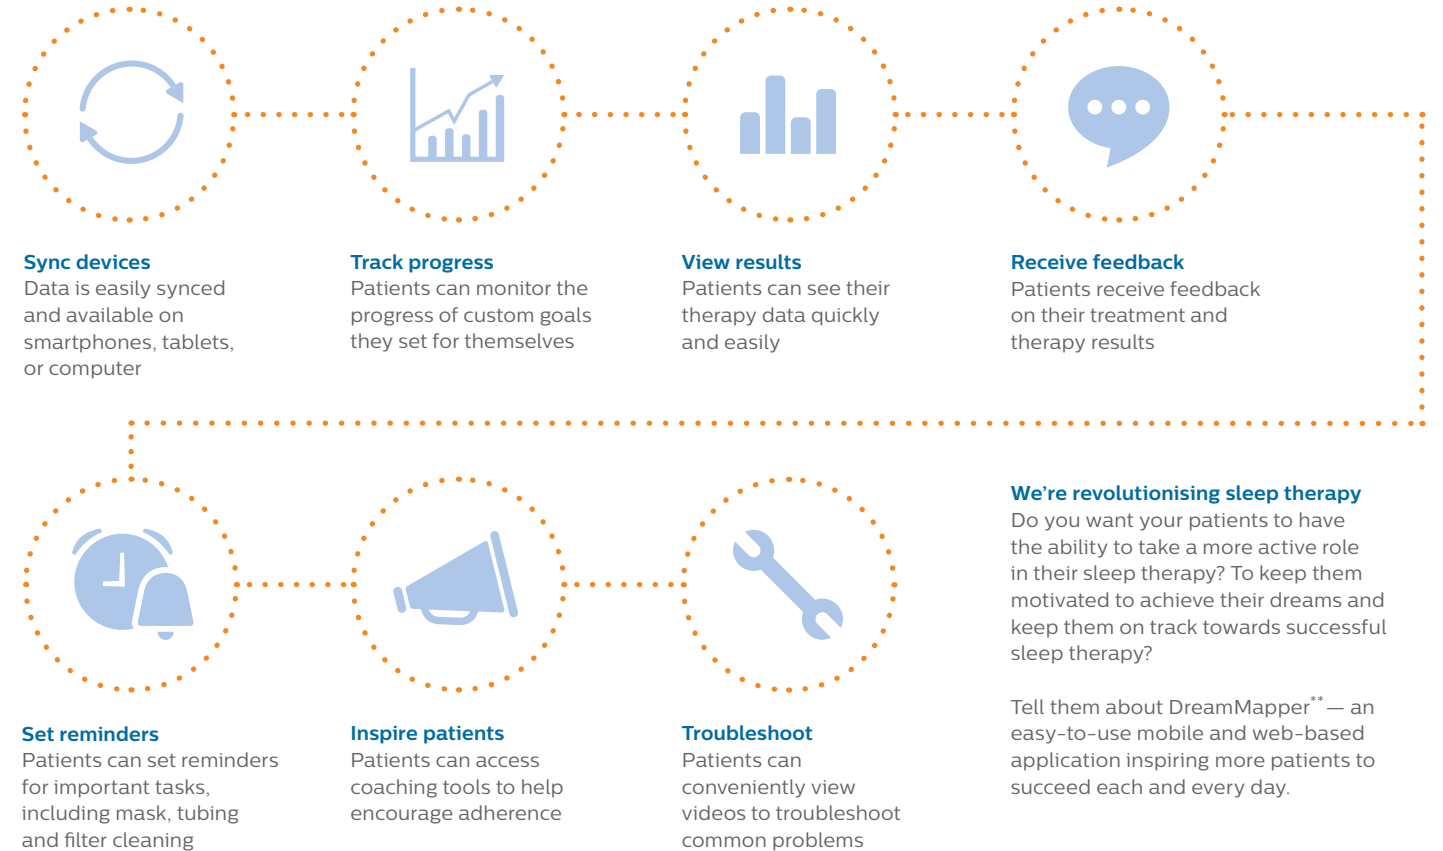 Sync devices
Data is easily synced
and available on
smartphones, tablets,
or computer
Track progress
Patients can monitor the
progress of custom goals
they set for themselves
View results
Patients can see their
therapy data quickly
and easily
Receive feedback
Patients receive feedback
on their treatment and
therapy results
Set reminders
Patients can set reminders
for important tasks,
including mask, tubing
and filter cleaning
Inspire patients
Patients can access
coaching tools to help
encourage adherence
Troubleshoot
Patients can
conveniently view
videos to troubleshoot
common problems
We’re revolutionising sleep therapy
Do you want your patients to have
the ability to take a more active role
in their sleep therapy? To keep them
motivated to achieve their dreams and
keep them on track towards successful
sleep therapy?
Tell them about DreamMapper**— an
easy-to-use mobile and web-based
application inspiring more patients to
succeed each and every day.